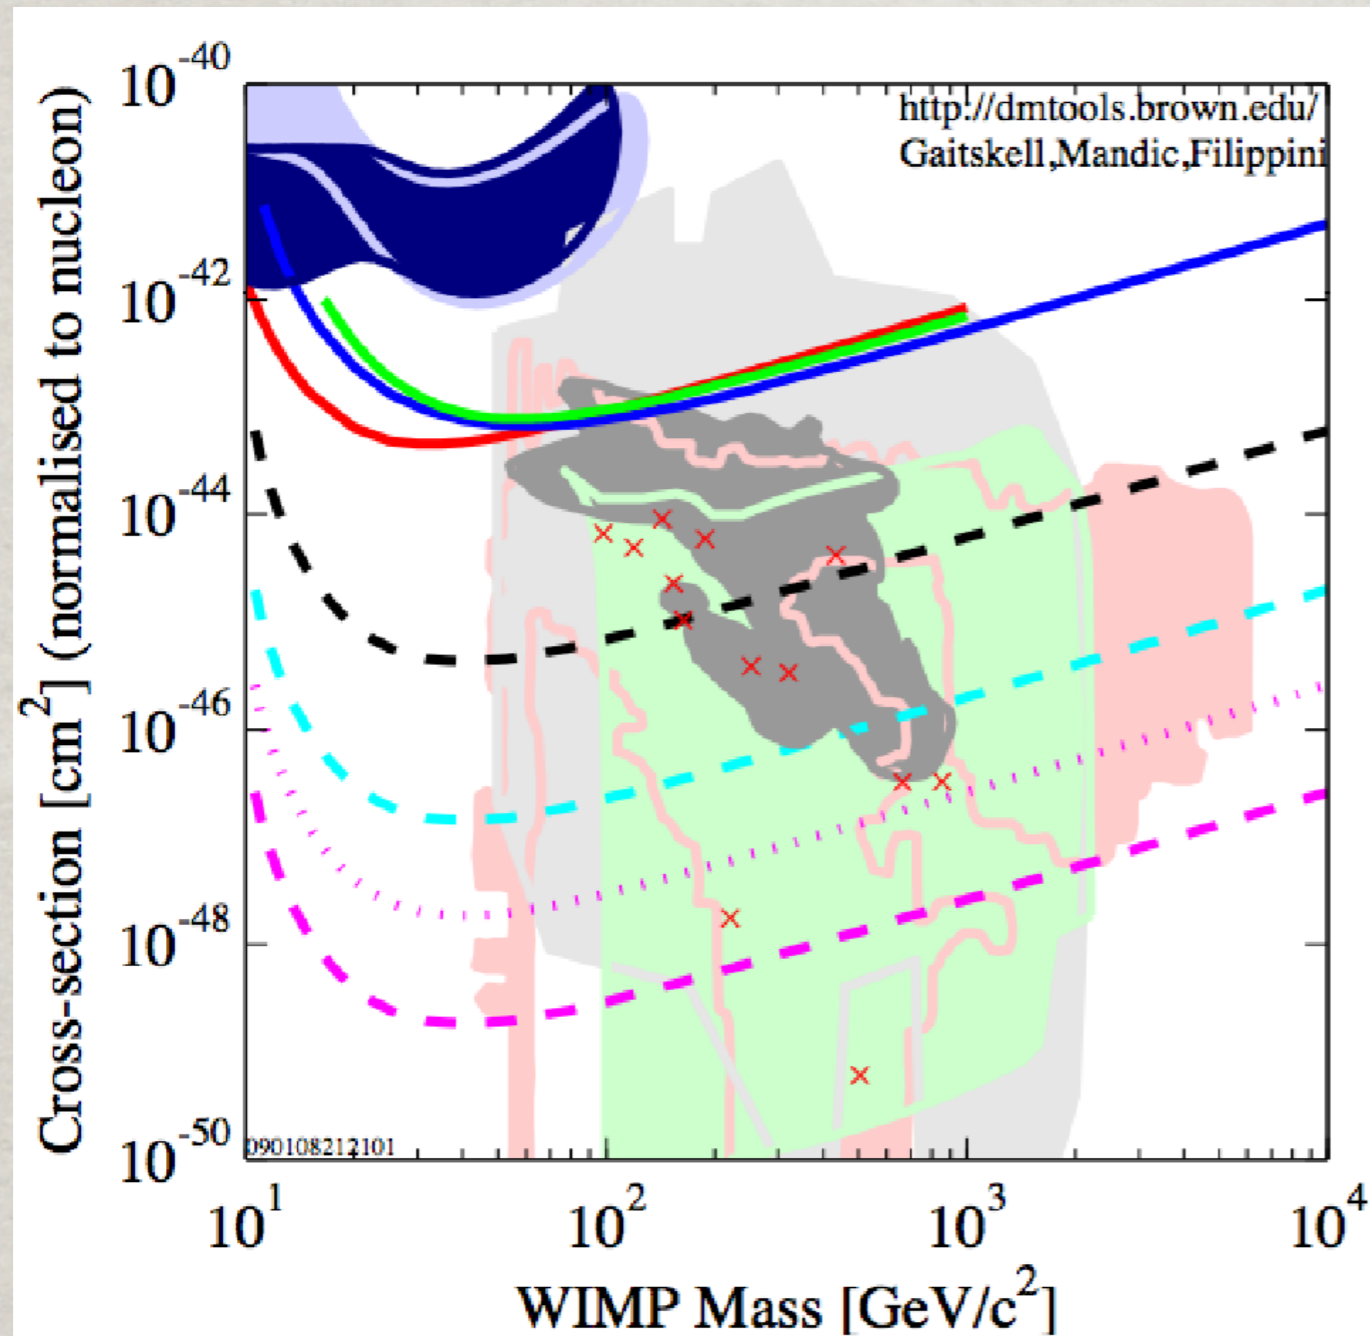 http://dmtools.brown.edu/
Gaitskell,Mandic,Filippini
Cross-section [cm²] (normalised to nucleon)
10⁻⁴⁰
10⁻⁴²
10⁻⁴⁴
10⁻⁴⁶
10⁻⁴⁸
10⁻⁵⁰
090108212101
10¹ 10² 10³ 10⁴
WIMP Mass [GeV/c²]